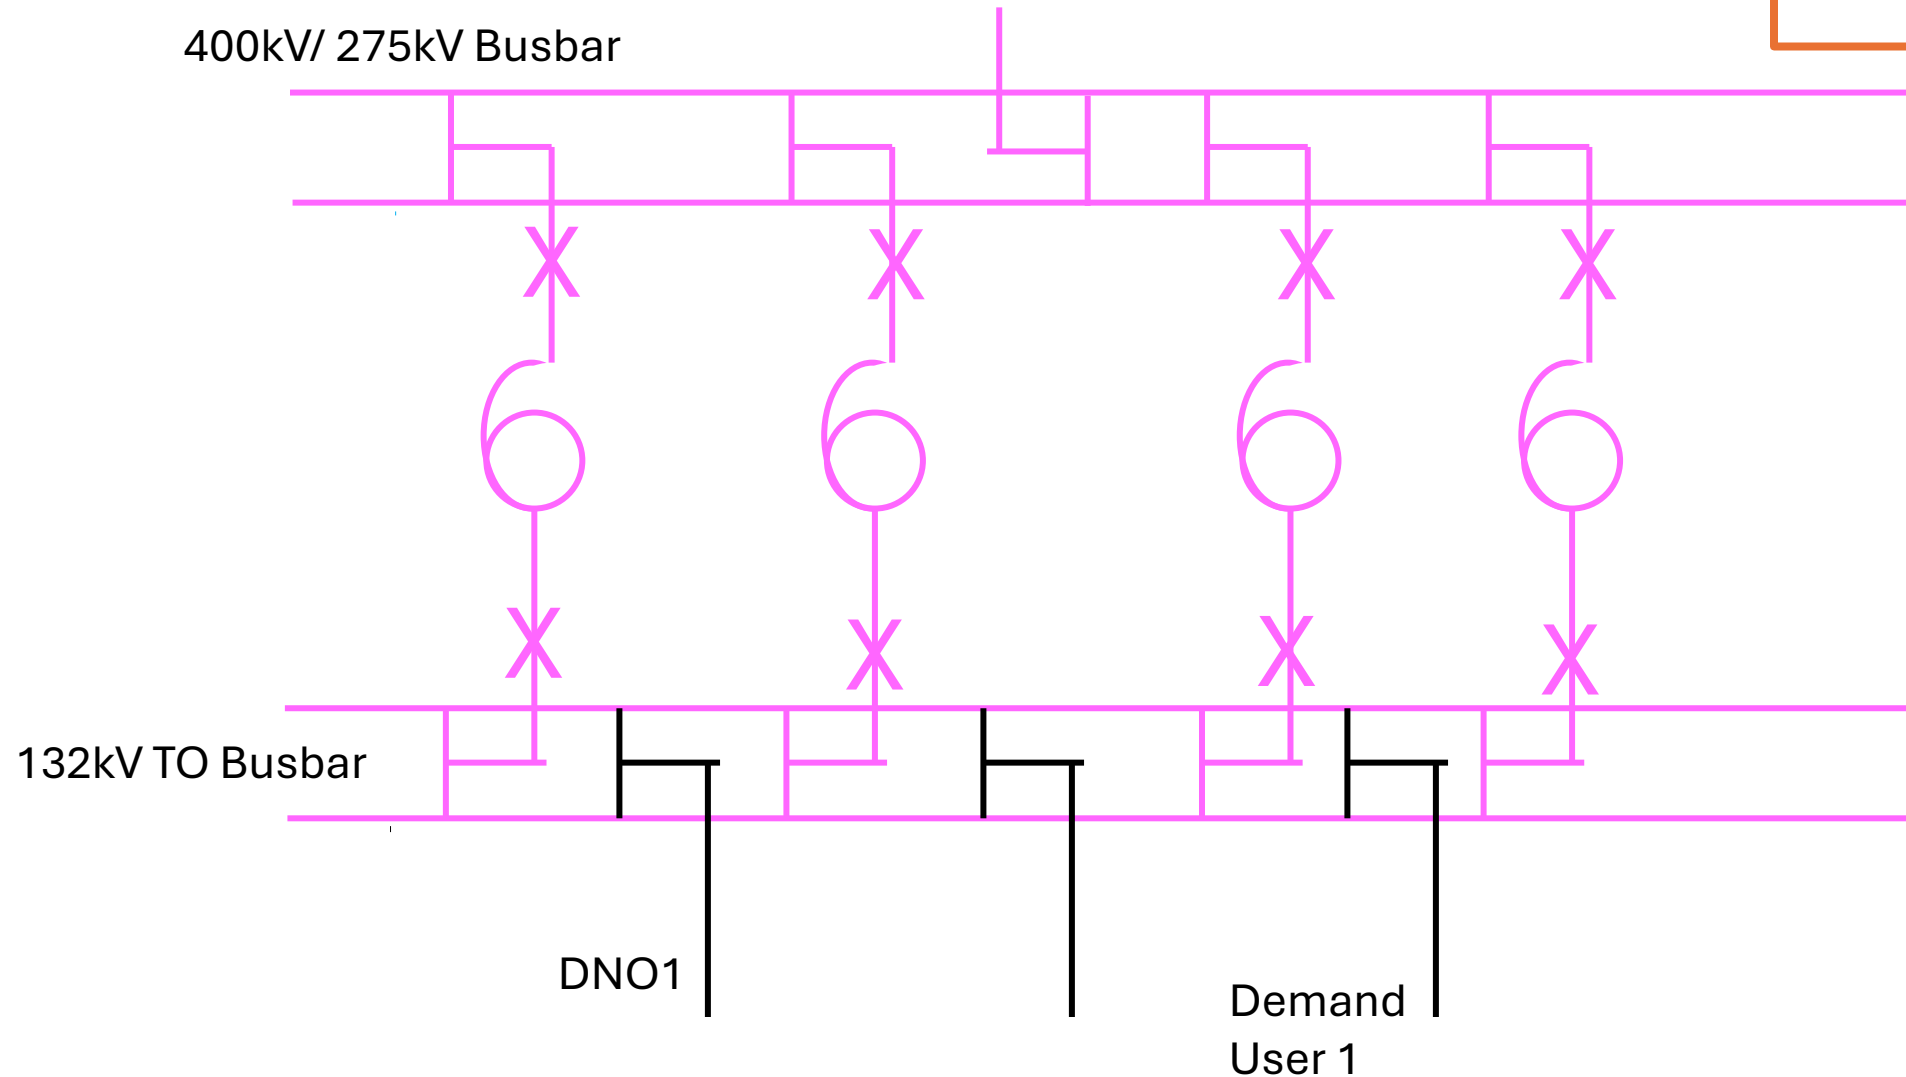 400kV/ 275kV Busbar
132kV TO Busbar
DNO1
Demand
User 1